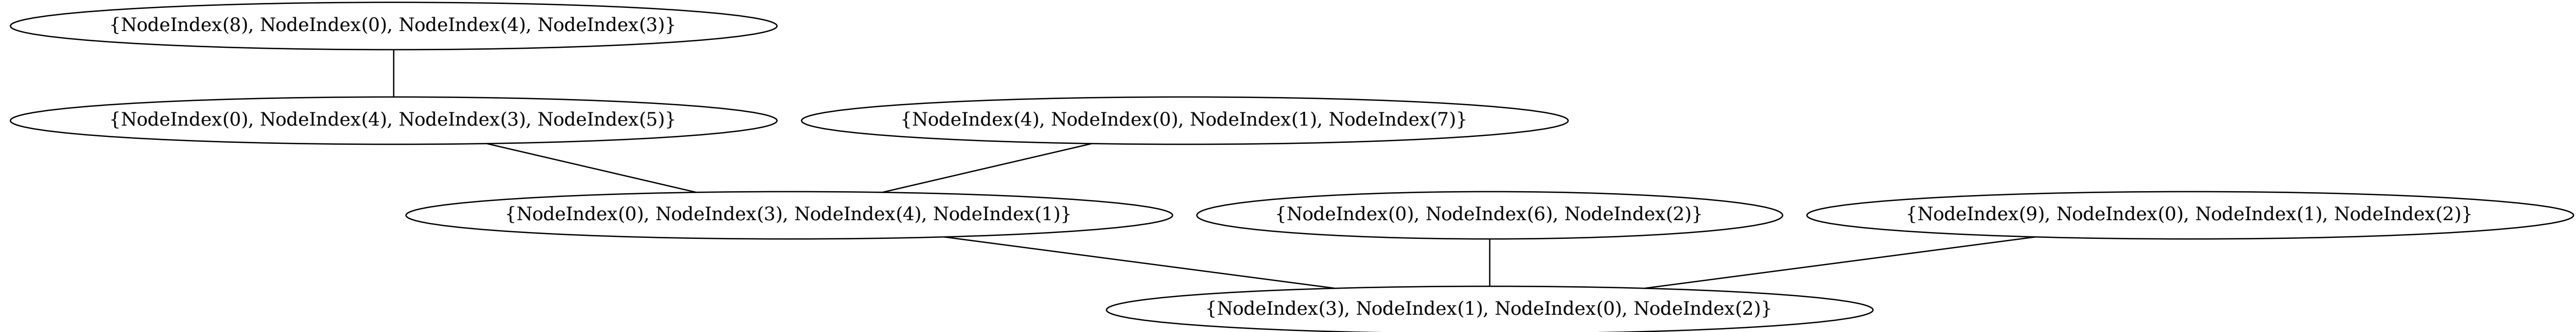 {NodeIndex(8), NodeIndex(0), NodeIndex(4), NodeIndex(3)}
{NodeIndex(0), NodeIndex(4), NodeIndex(3), NodeIndex(5)}
{NodeIndex(4), NodeIndex(0), NodeIndex(1), NodeIndex(7)}
{NodeIndex(0), NodeIndex(3), NodeIndex(4), NodeIndex(1)}
{NodeIndex(0), NodeIndex(6), NodeIndex(2)}
{NodeIndex(9), NodeIndex(0), NodeIndex(1), NodeIndex(2)}
{NodeIndex(3), NodeIndex(1), NodeIndex(0), NodeIndex(2)}